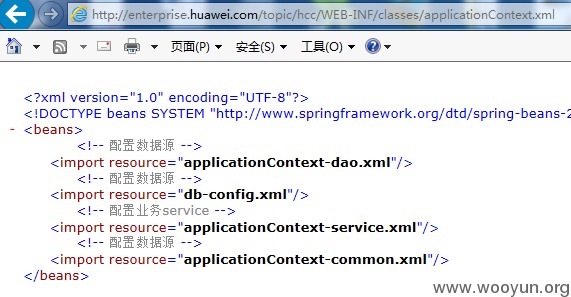 http://enterprise.huawei.com/topic/hcc/WEB-INF/classes/applicationContext.xml
页面(P) 安全(S) 工具(O)
<?xml version="1.0" encoding="UTF-8"?>
<!DOCTYPE beans SYSTEM "http://www.springframework.org/dtd/spring-beans-2
- <beans>
<!-- 配置数据源 -->
<import resource="applicationContext-dao.xml"/>
<!-- 配置数据源 -->
<import resource="db-config.xml"/>
<!-- 配置业务service -->
<import resource="applicationContext-service.xml"/>
<!-- 配置数据源 -->
<import resource="applicationContext-common.xml"/>
</beans>
www.wooyun.org